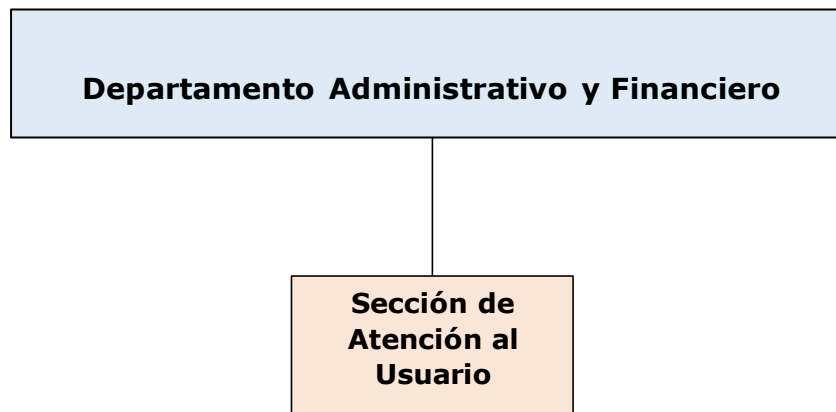 Departamento Administrativo y Financiero
Sección de
Atención al
Usuario